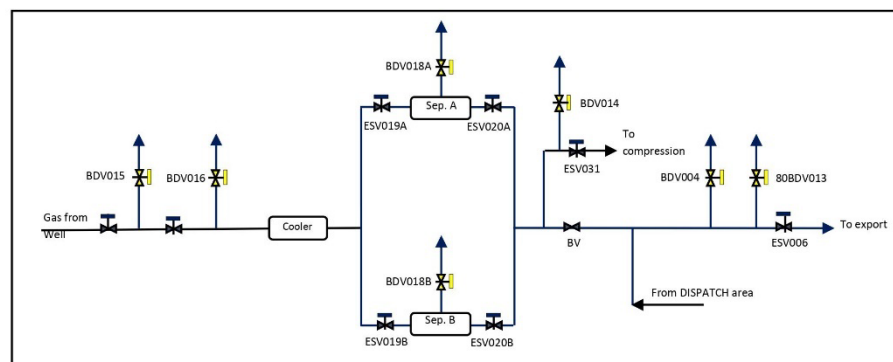 BDV018A
Sep. A
ESV019A
ESV020A
BDV014
To
compression
ESV031
BDV015
BDV016
BDV004
80BDV013
Gas from
Well
Cooler
BV
To export
ESV006
BDV018B
From DISPATCH area
Sep. B
ESV019B
ESV020B